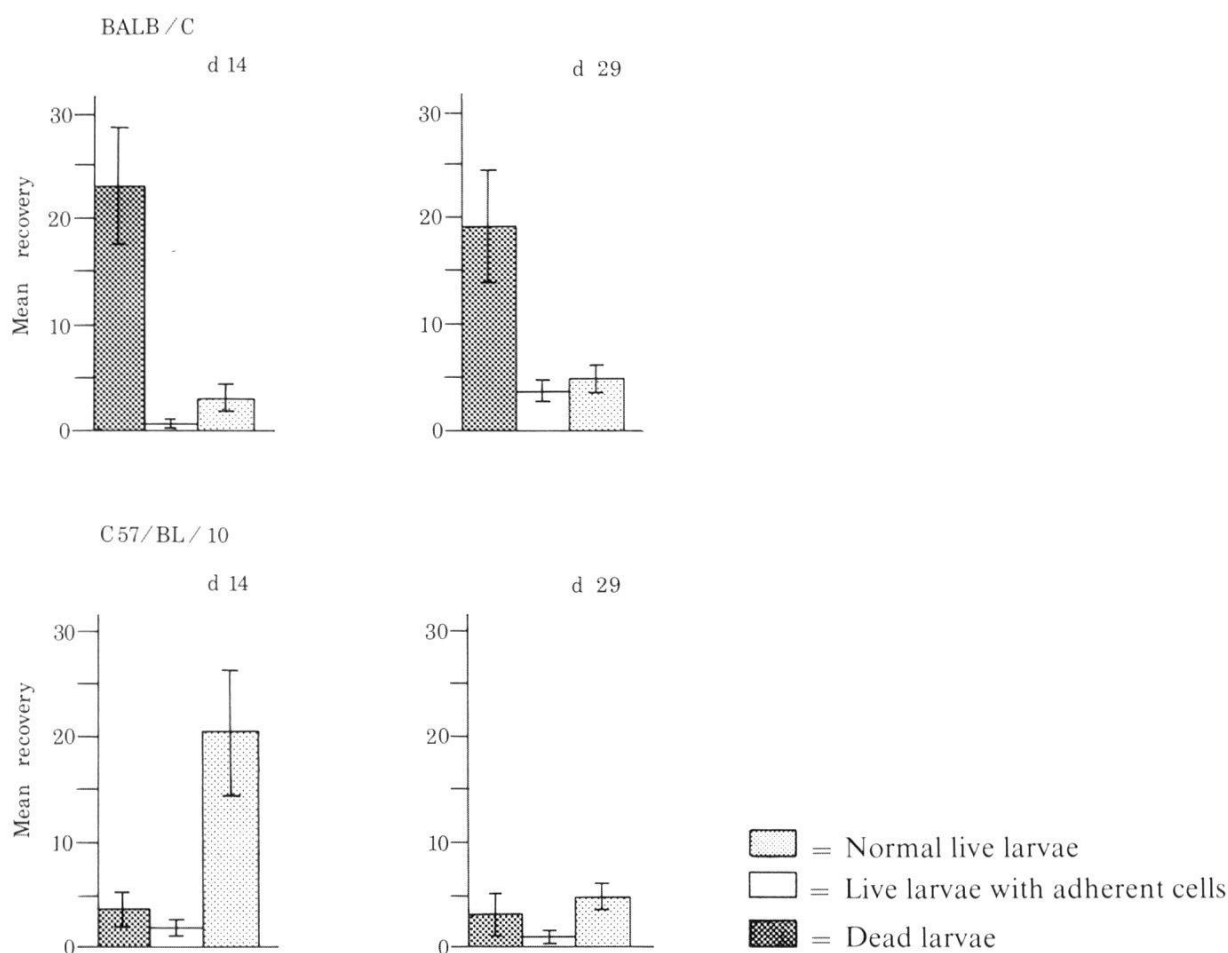 BALB/C
d 14
d 29
Mean recovery
30
20
10
0
30
20
10
0
C57/BL/10
d 14
d 29
Mean recovery
30
20
10
0
30
20
10
0
= Normal live larvae
= Live larvae with adherent cells
= Dead larvae